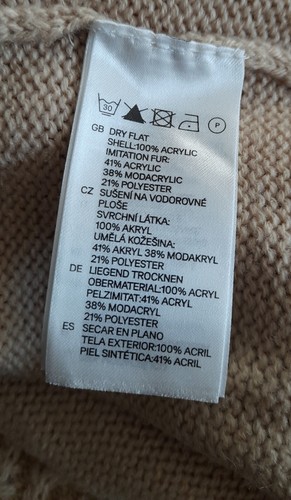 30
P
GB DRY FLAT
SHELL:100% ACRYLIC
IMITATION FUR:
41% ACRYLIC
38% MODACRYLIC
21% POLYESTER
CZ SUŠENÍ NA VODOROVNÉ
PLOŠE
SVRCHNÍ LÁTKA:
100% AKRYL
UMĚLÁ KOŽEŠINA:
41% AKRYL 38% MODAKRYL
21% POLYESTER
DE LIEGEND TROCKNEN
OBERMATERIAL:100% ACRYL
PELZIMITAT:41% ACRYL
38% MODACRYL
21% POLYESTER
ES SECAR EN PLANO
TELA EXTERIOR:100% ACRIL
PIEL SINTÉTICA:41% ACRIL